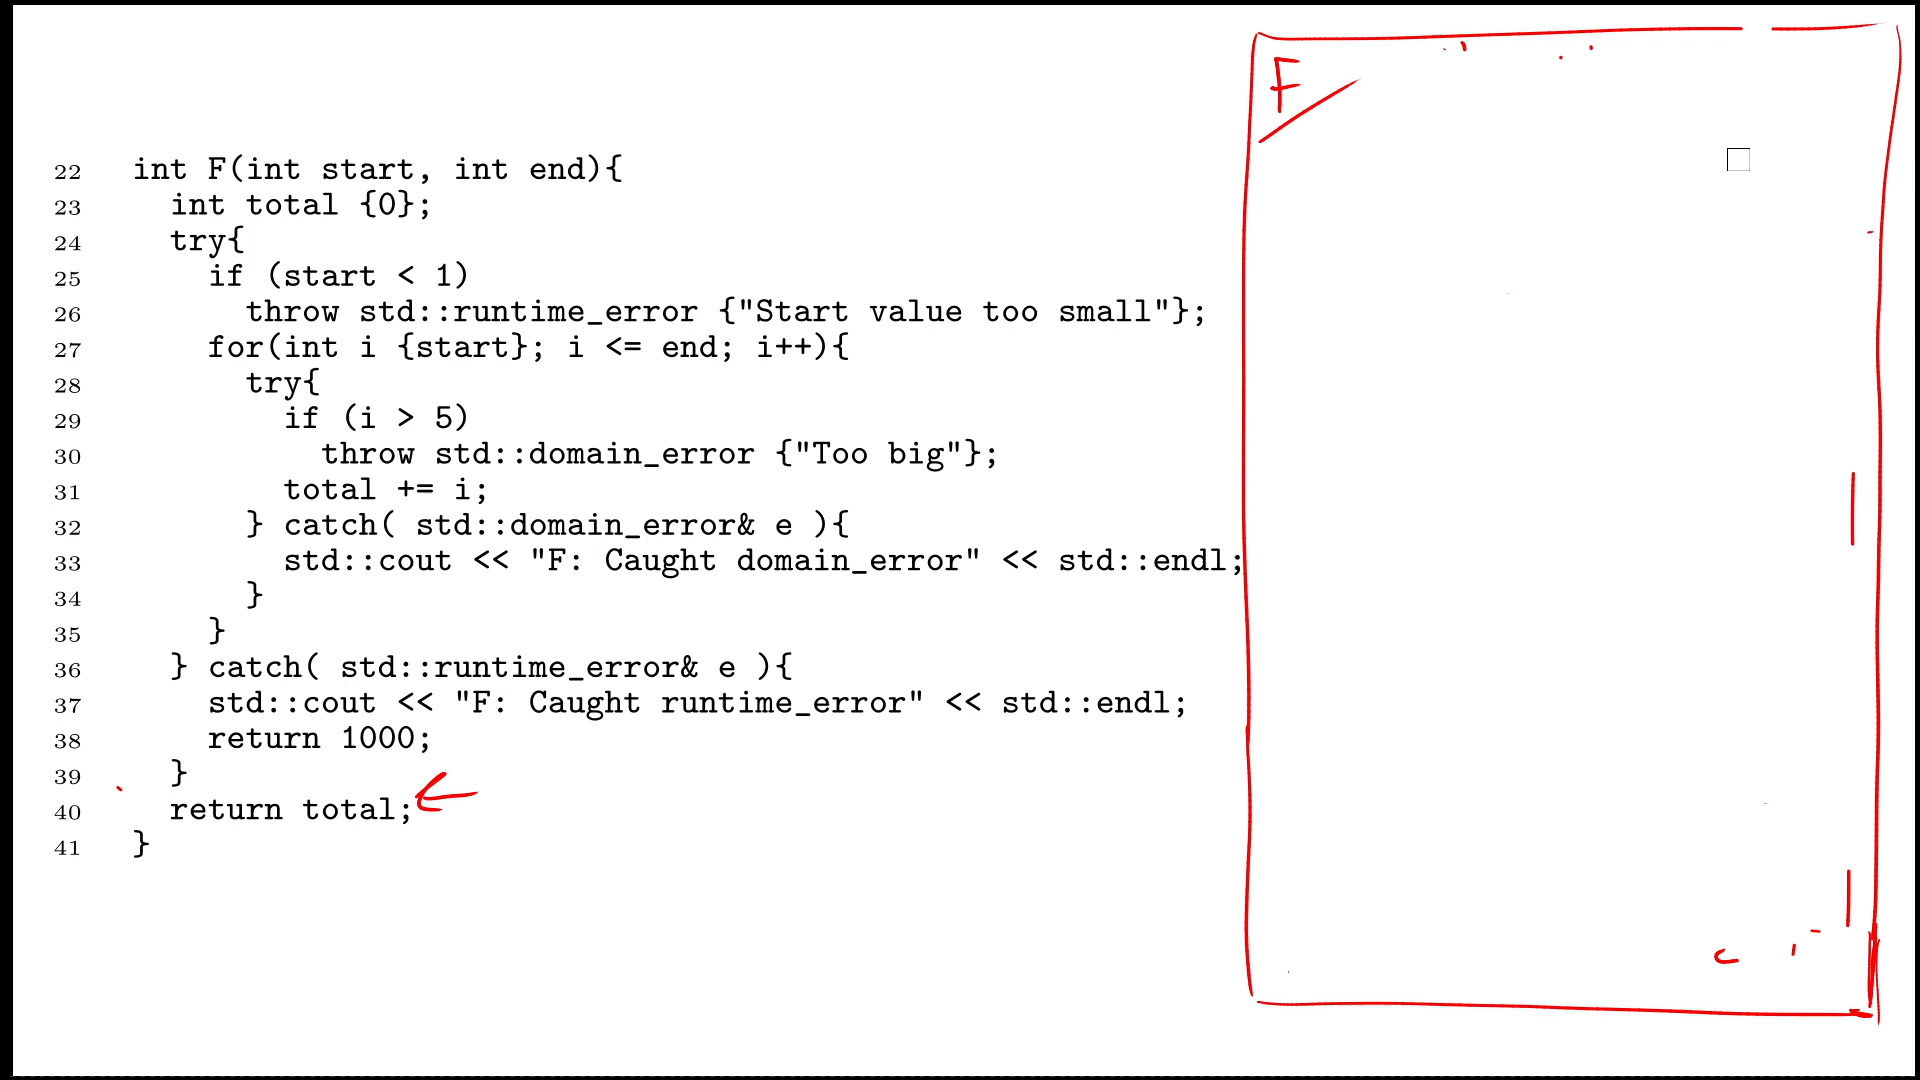 22 int F(int start, int end){
23   int total {0};
24   try{
25     if (start < 1)
26       throw std::runtime_error {"Start value too small"};
27     for(int i {start}; i <= end; i++){
28       try{
29         if (i > 5)
30           throw std::domain_error {"Too big"};
31         total += i;
32       } catch( std::domain_error& e ){
33         std::cout << "F: Caught domain_error" << std::endl;
34       }
35     }
36   } catch( std::runtime_error& e ){
37     std::cout << "F: Caught runtime_error" << std::endl;
38     return 1000;
39   }
40   return total;
41 }
F